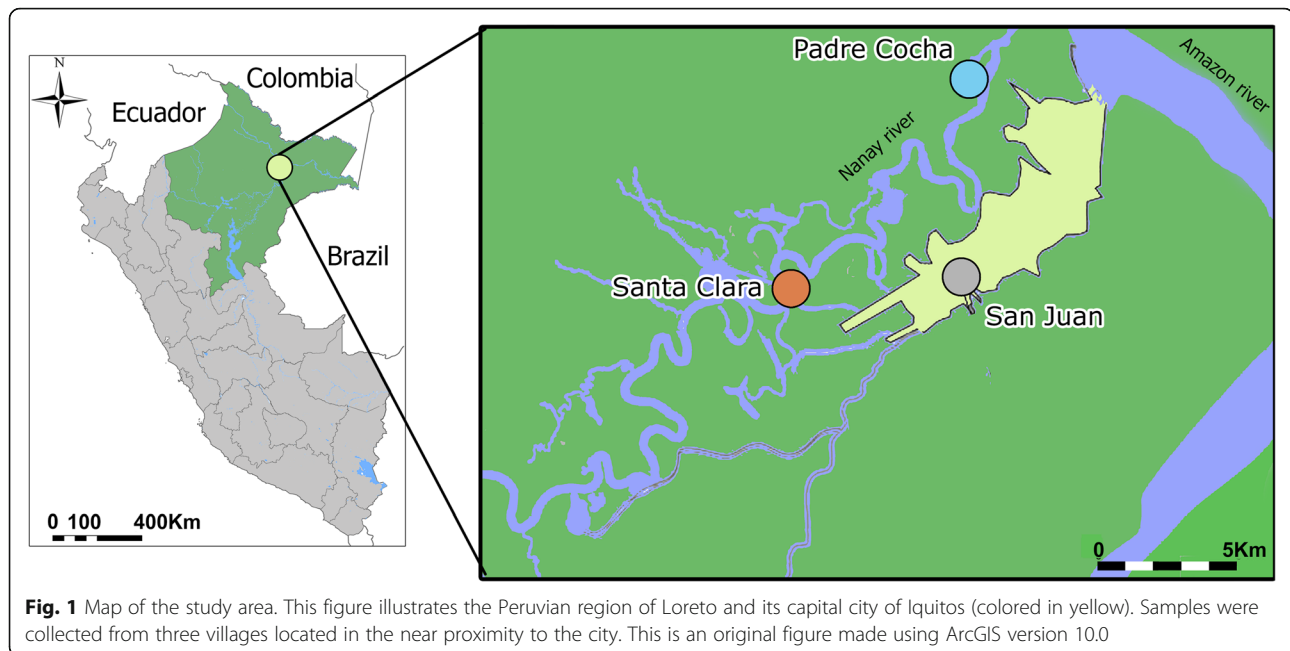 Colombia
Ecuador
Brazil
0 100 400Km
Padre Cocha
Amazon river
Nanay river
Santa Clara
San Juan
0 5Km
Fig. 1 Map of the study area. This figure illustrates the Peruvian region of Loreto and its capital city of Iquitos (colored in yellow). Samples were
collected from three villages located in the near proximity to the city. This is an original figure made using ArcGIS version 10.0